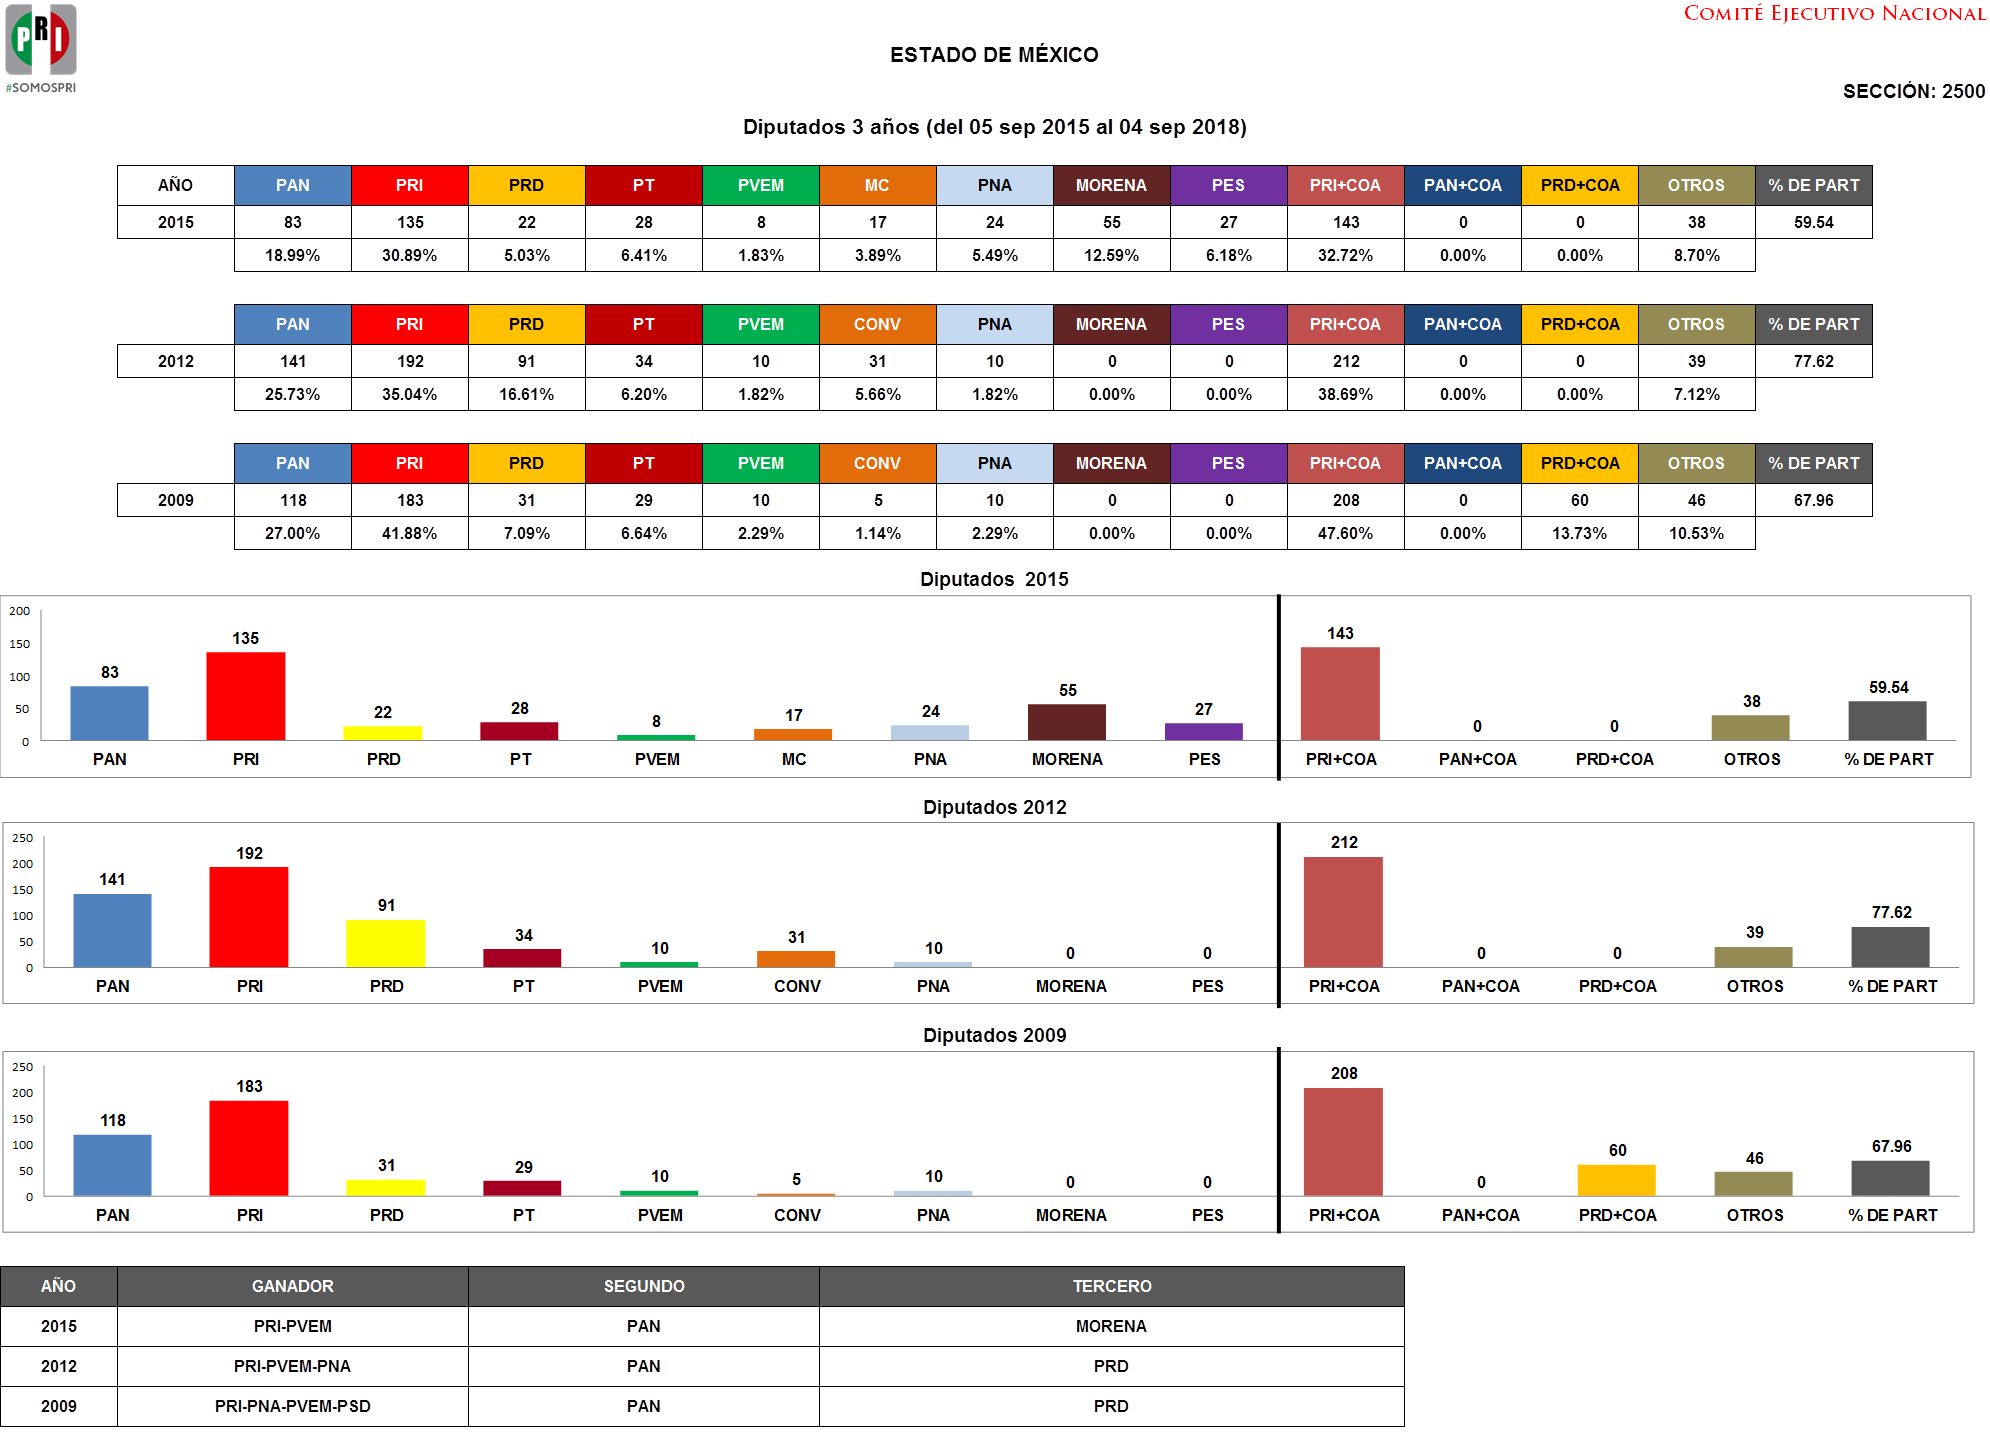 PRI
#SOMOSPRI
COMITÉ EJECUTIVO NACIONAL
ESTADO DE MÉXICO
SECCIÓN: 2500
Diputados 3 años (del 05 sep 2015 al 04 sep 2018)
AÑO PAN PRI PRD PT PVEM MC PNA MORENA PES PRI+COA PAN+COA PRD+COA OTROS % DE PART
2015 83 135 22 28 8 17 24 55 27 143 0 0 38 59.54
18.99% 30.89% 5.03% 6.41% 1.83% 3.89% 5.49% 12.59% 6.18% 32.72% 0.00% 0.00% 8.70%
PAN PRI PRD PT PVEM CONV PNA MORENA PES PRI+COA PAN+COA PRD+COA OTROS % DE PART
2012 141 192 91 34 10 31 10 0 0 212 0 0 39 77.62
25.73% 35.04% 16.61% 6.20% 1.82% 5.66% 1.82% 0.00% 0.00% 38.69% 0.00% 0.00% 7.12%
PAN PRI PRD PT PVEM CONV PNA MORENA PES PRI+COA PAN+COA PRD+COA OTROS % DE PART
2009 118 183 31 29 10 5 10 0 0 208 0 60 46 67.96
27.00% 41.88% 7.09% 6.64% 2.29% 1.14% 2.29% 0.00% 0.00% 47.60% 0.00% 13.73% 10.53%
Diputados 2015
200
150
100
50
0
83 135 22 28 8 17 24 55 27 143 0 0 38 59.54
PAN PRI PRD PT PVEM MC PNA MORENA PES PRI+COA PAN+COA PRD+COA OTROS % DE PART
Diputados 2012
250
200
150
100
50
0
141 192 91 34 10 31 10 0 0 212 0 0 39 77.62
PAN PRI PRD PT PVEM CONV PNA MORENA PES PRI+COA PAN+COA PRD+COA OTROS % DE PART
Diputados 2009
250
200
150
100
50
0
118 183 31 29 10 5 10 0 0 208 0 60 46 67.96
PAN PRI PRD PT PVEM CONV PNA MORENA PES PRI+COA PAN+COA PRD+COA OTROS % DE PART
AÑO GANADOR SEGUNDO TERCERO
2015 PRI-PVEM PAN MORENA
2012 PRI-PVEM-PNA PAN PRD
2009 PRI-PNA-PVEM-PSD PAN PRD